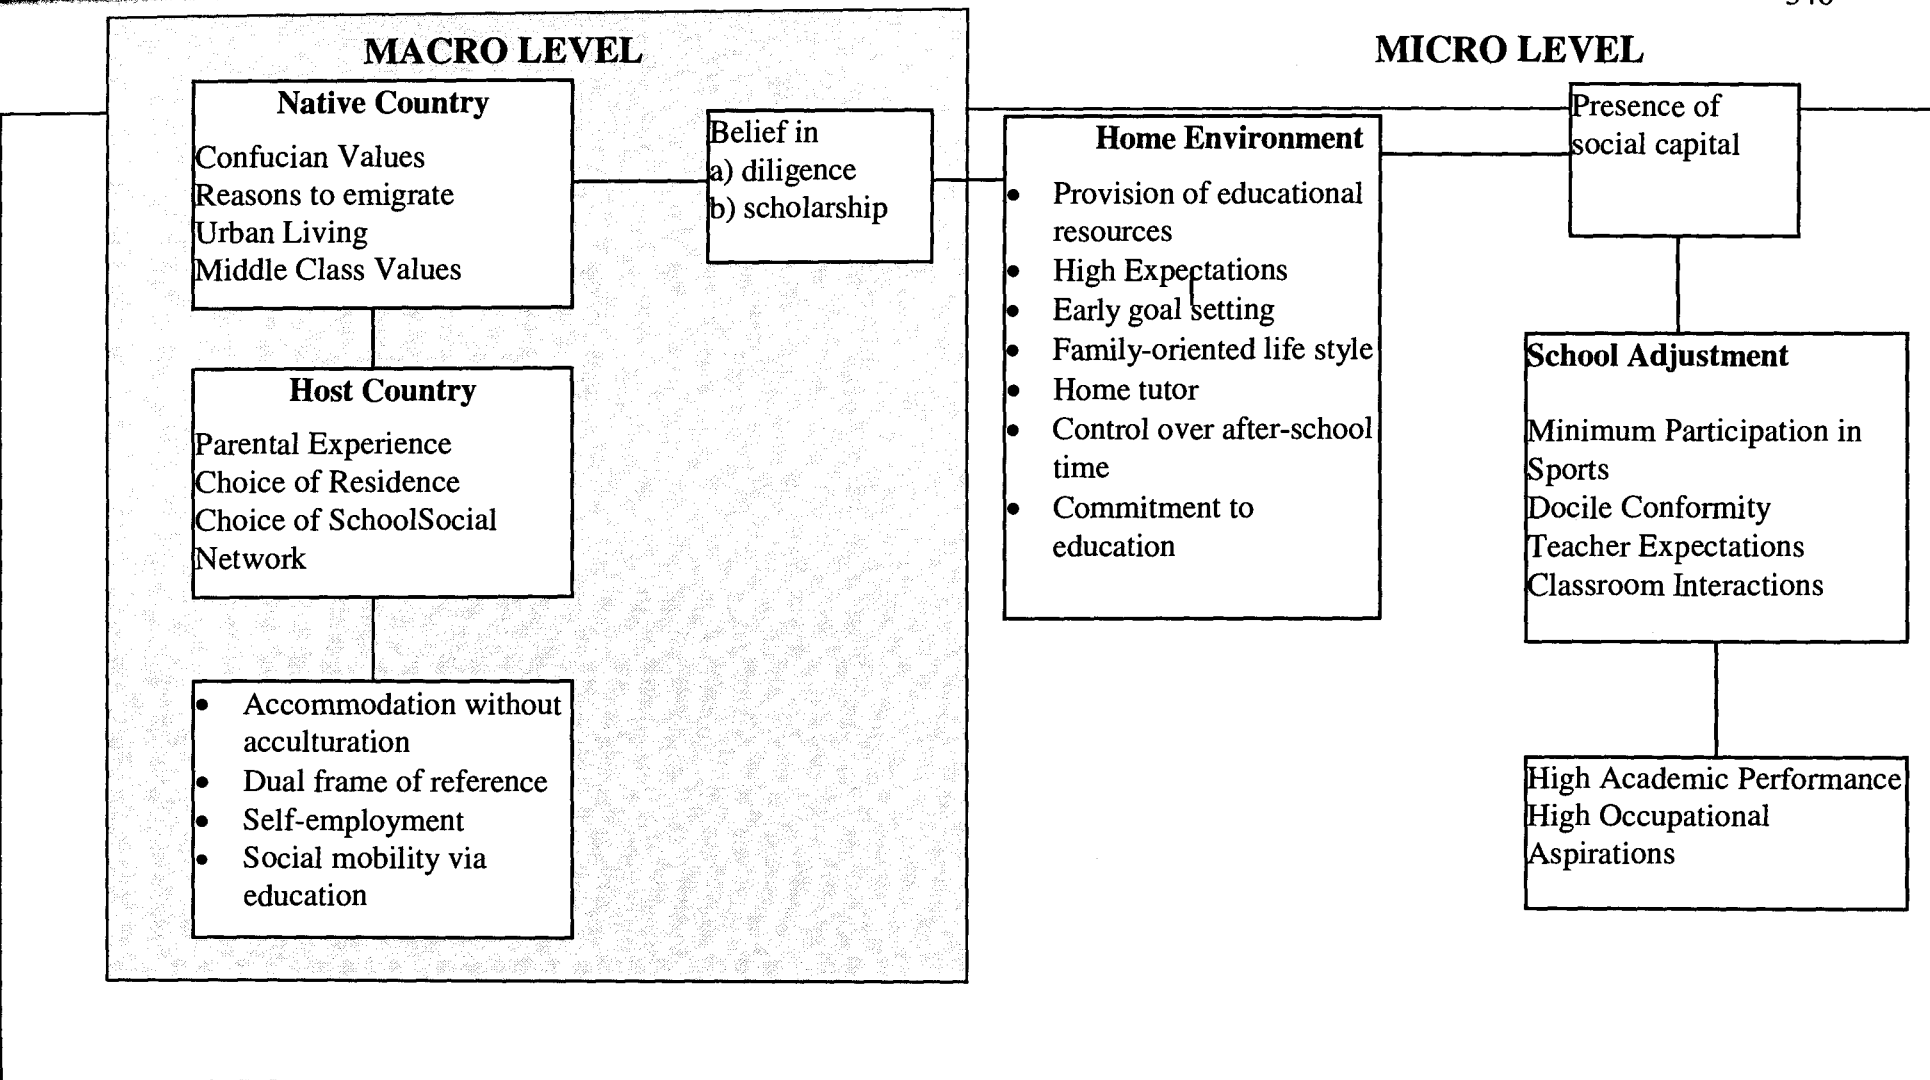 MACRO LEVEL
Native Country
Confucian Values
Reasons to emigrate
Urban Living
Middle Class Values
Belief in
a) diligence
b) scholarship
Host Country
Parental Experience
Choice of Residence
Choice of SchoolSocial
Network
• Accommodation without
acculturation
• Dual frame of reference
• Self-employment
• Social mobility via
education
MICRO LEVEL
Home Environment
• Provision of educational
resources
• High Expectations
• Early goal setting
• Family-oriented life style
• Home tutor
• Control over after-school
time
• Commitment to
education
Presence of
social capital
School Adjustment
Minimum Participation in
Sports
Docile Conformity
Teacher Expectations
Classroom Interactions
High Academic Performance
High Occupational
Aspirations